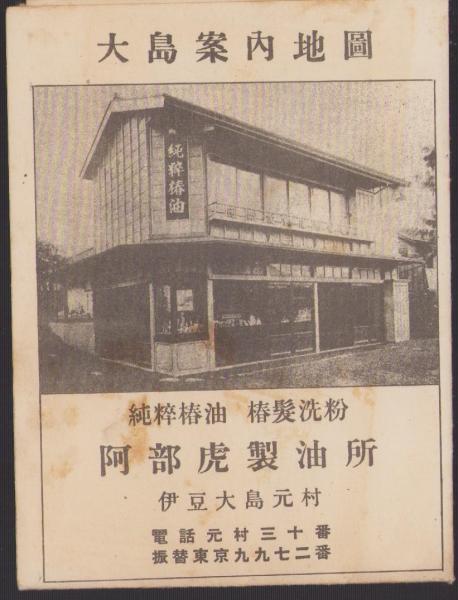 大島案內地圖
純粹椿油
純粹椿油 椿髮洗粉
阿部虎製油所
伊豆大島元村
電話元村三十番
振替東京九九七二番